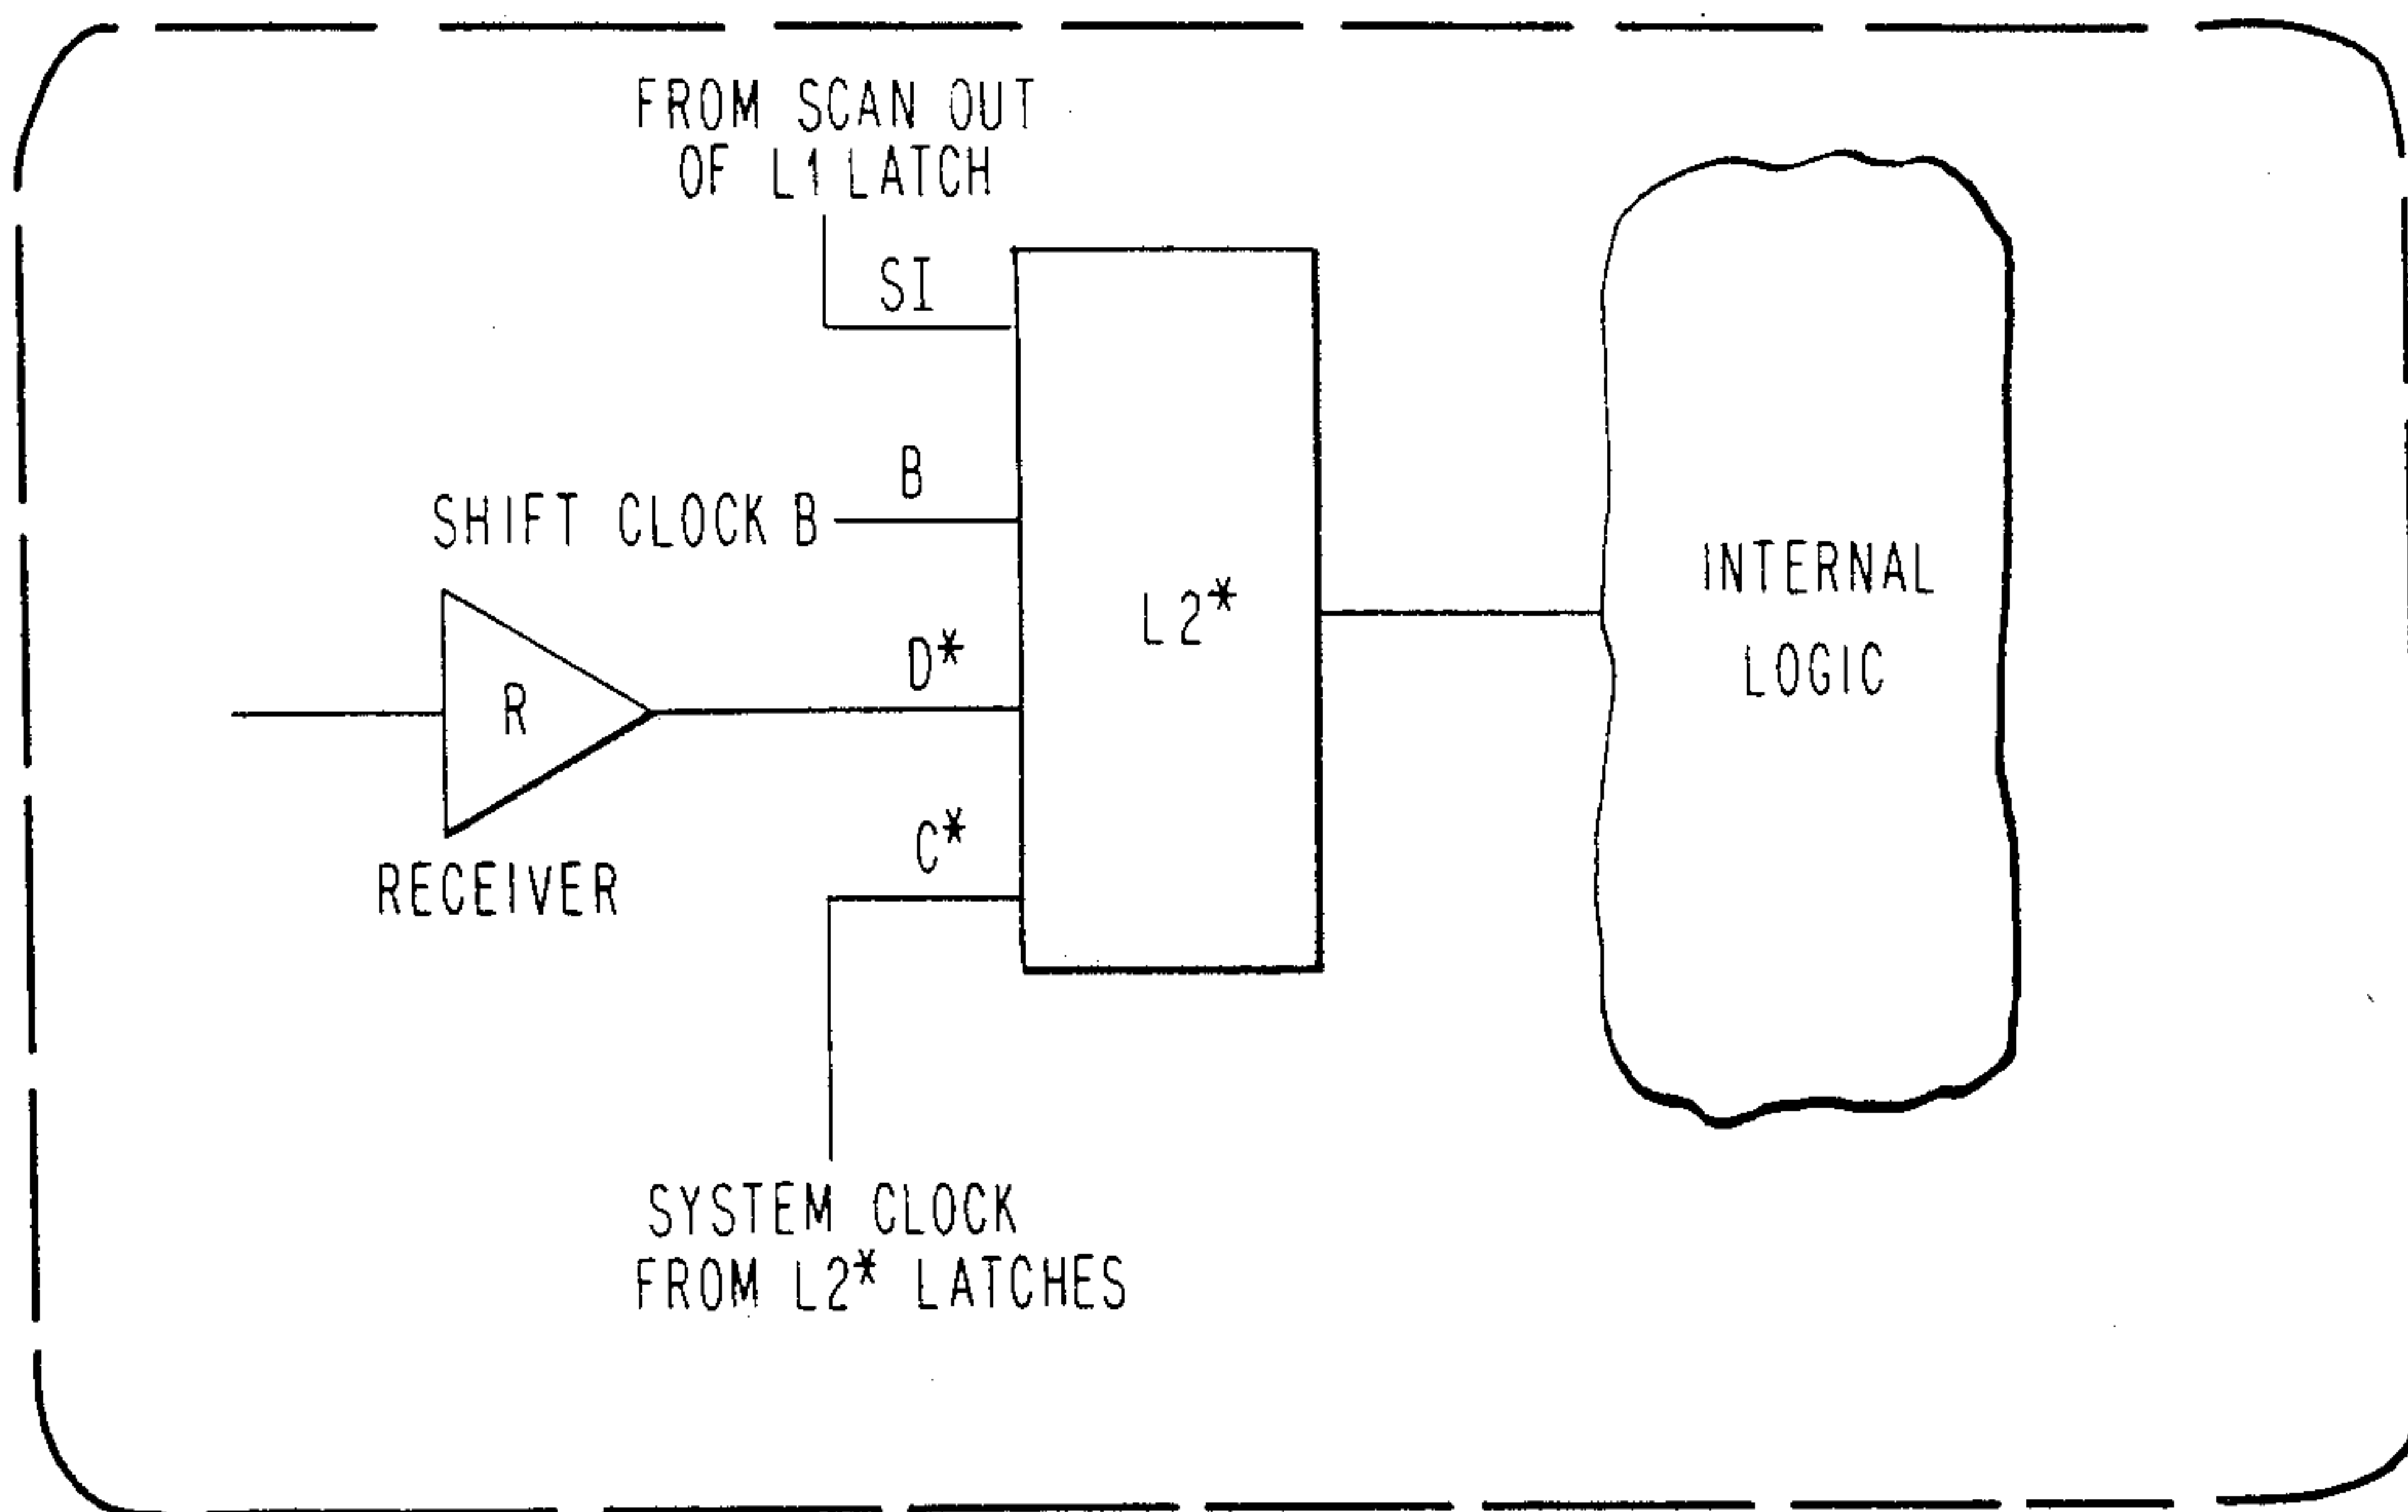 FROM SCAN OUT
OF L1 LATCH
SI
B
SHIFT CLOCK B
L2*
INTERNAL
LOGIC
D*
R
C*
RECEIVER
SYSTEM CLOCK
FROM L2* LATCHES